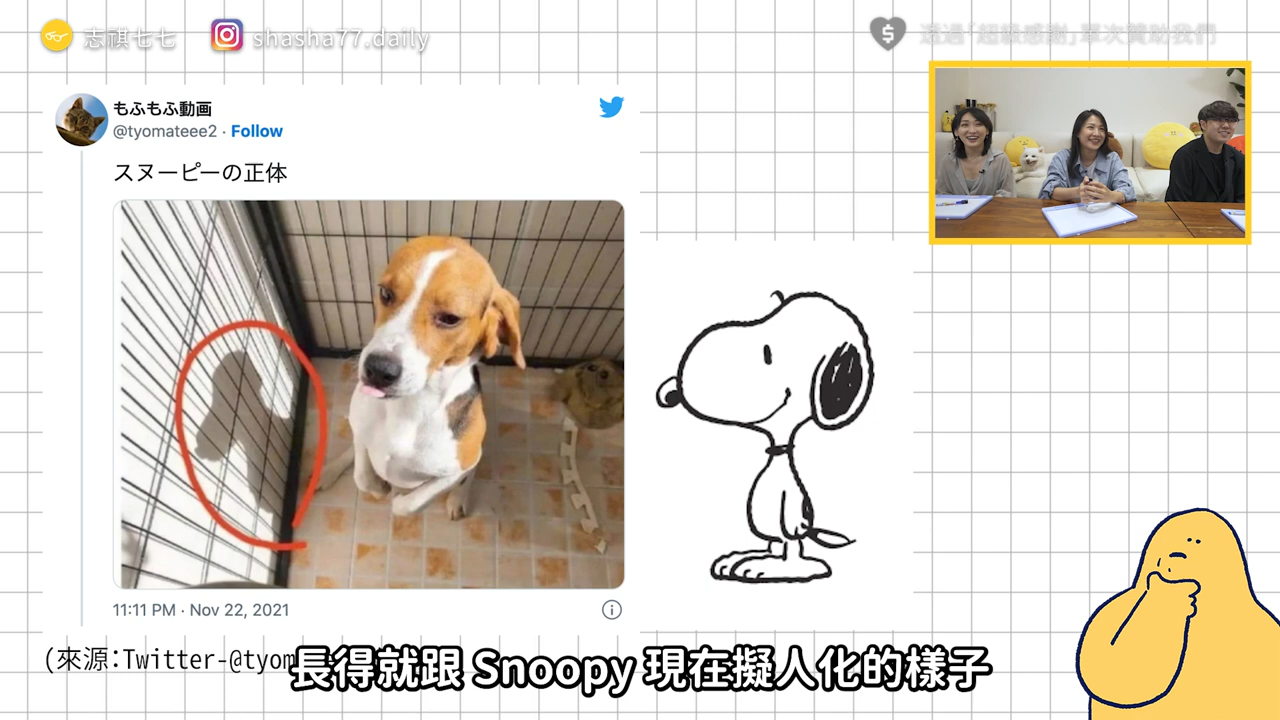 志祺七七 shasha77.daily
透過「超級感謝」單次贊助我們
もふもふ動画
@tyomateee2 · Follow
スヌーピーの正体
11:11 PM · Nov 22, 2021
(來源:Twitter-@tyom
長得就跟 Snoopy 現在擬人化的樣子